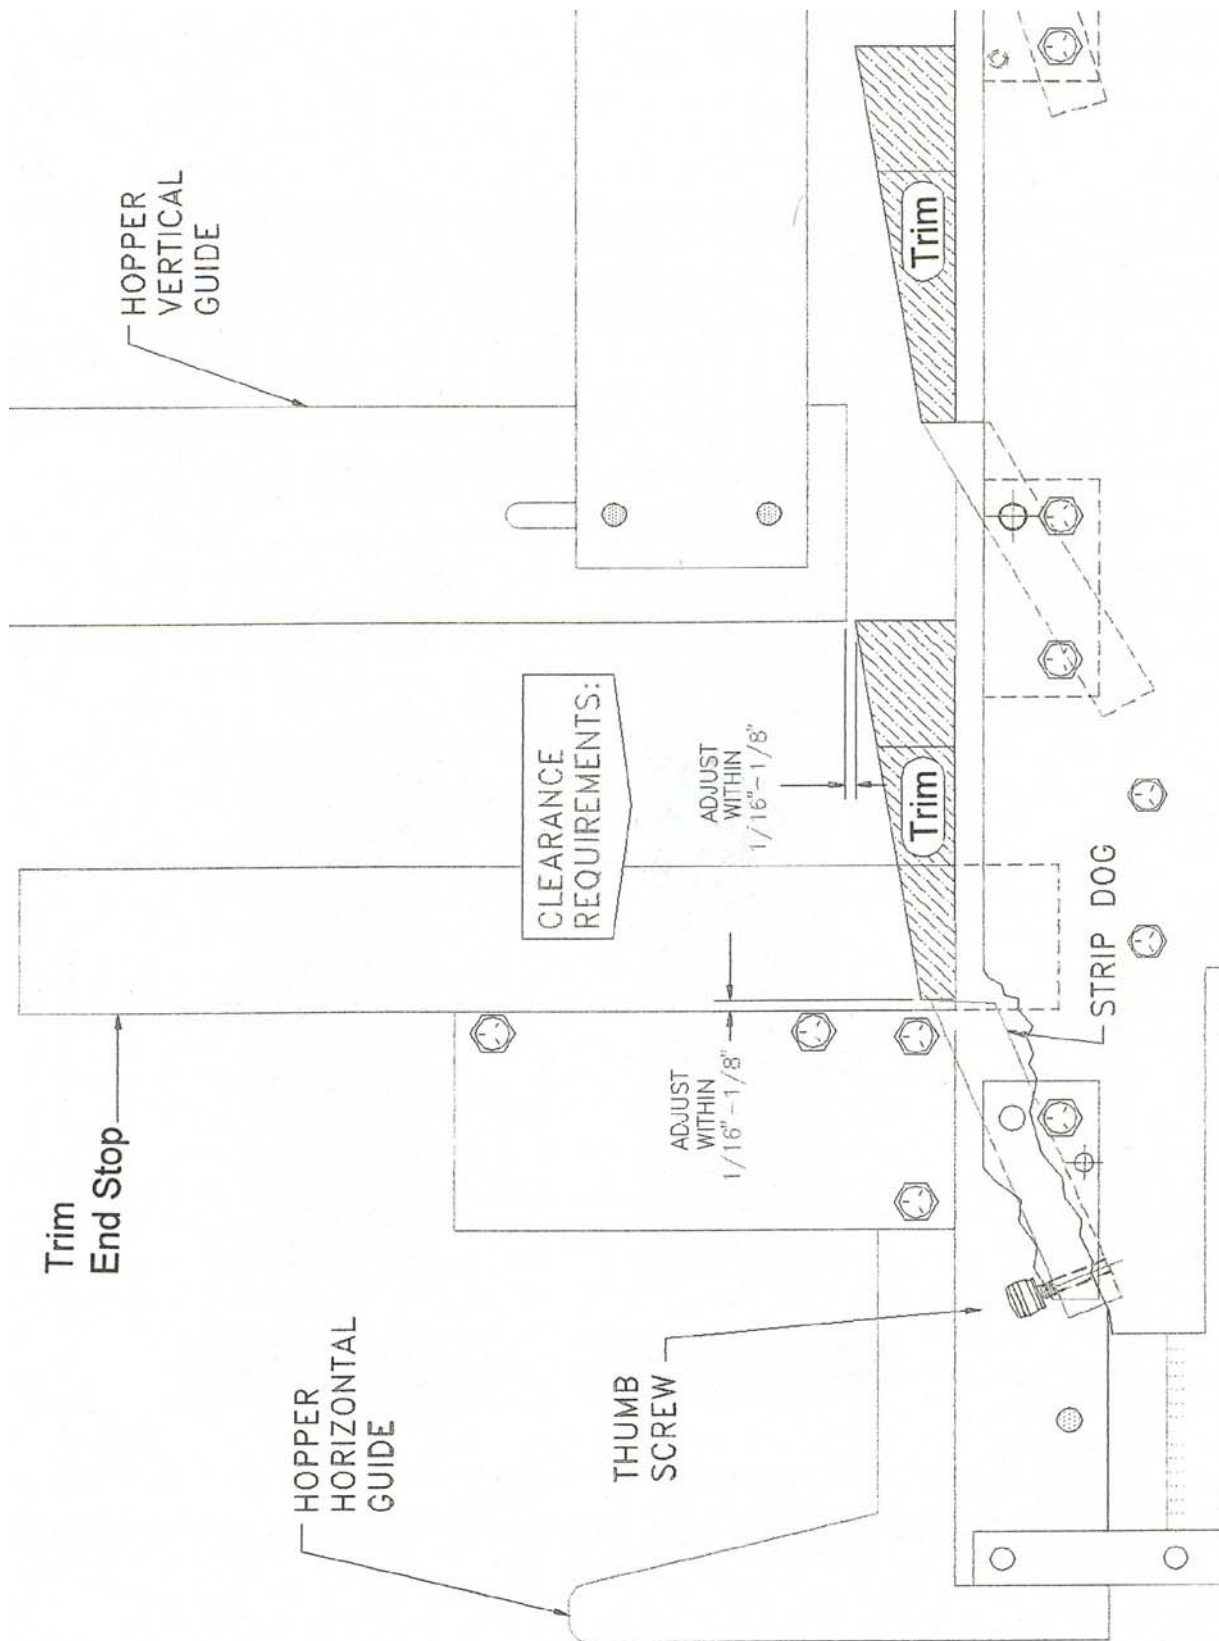 HOPPER
VERTICAL
GUIDE
CLEARANCE
REQUIREMENTS:
ADJUST
WITHIN
1/16"-1/8"
Trim
Trim
Trim
End Stop
ADJUST
WITHIN
1/16"-1/8"
STRIP DOG
HOPPER
HORIZONTAL
GUIDE
THUMB
SCREW